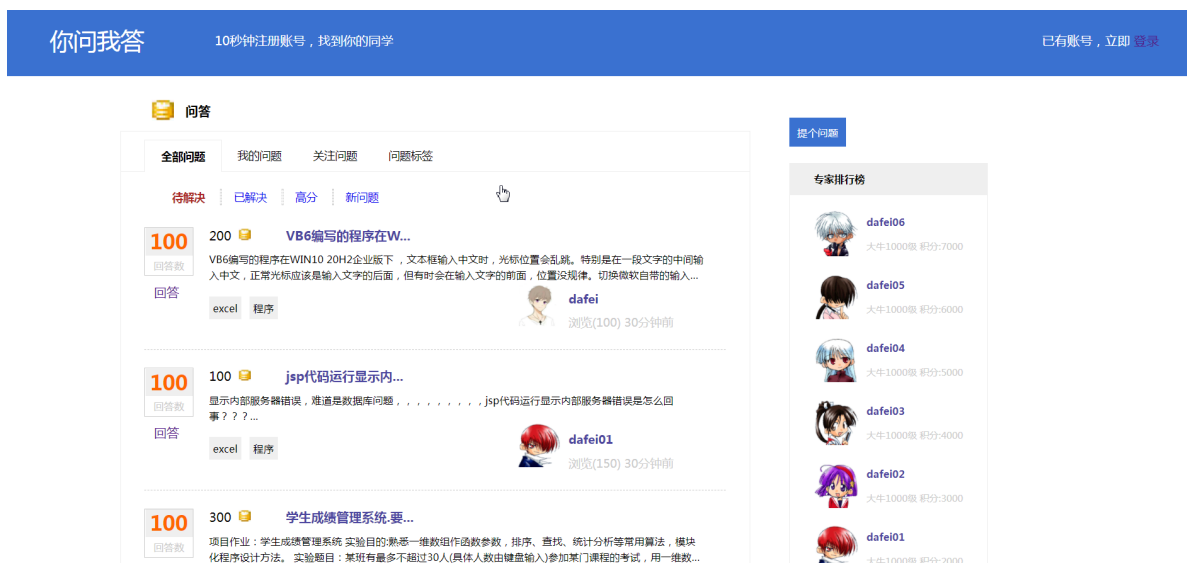 你问我答 10秒钟注册账号，找到你的同学 已有账号，立即 登录
问答
全部问题 我的问题 关注问题 问题标签
待解决 已解决 高分 新问题
100 200 VB6编写的程序在W...
回答数
VB6编写的程序在WIN10 20H2企业版下 ，文本框输入中文时，光标位置会乱跳。特别是在一段文字的中间输
入中文，正常光标应该是输入文字的后面，但有时会在输入文字的前面，位置没规律。切换微软自带的输入...
回答
excel 程序
dafei
浏览(100) 30分钟前
100 100 jsp代码运行显示内...
回答数
显示内部服务器错误，难道是数据库问题，，，，，，，，，jsp代码运行显示内部服务器错误是怎么回
事？？？...
回答
excel 程序
dafei01
浏览(150) 30分钟前
100 300 学生成绩管理系统.要...
回答数
项目作业：学生成绩管理系统 实验目的:熟悉一维数组作函数参数，排序、查找、统计分析等常用算法，模块
化程序设计方法。 实验题目：某班有最多不超过30人(具体人数由键盘输入)参加某门课程的考试，用一维数...
提个问题
专家排行榜
dafei06
大牛1000级 积分:7000
dafei05
大牛1000级 积分:6000
dafei04
大牛1000级 积分:5000
dafei03
大牛1000级 积分:4000
dafei02
大牛1000级 积分:3000
dafei01
大牛1000级 积分:2000